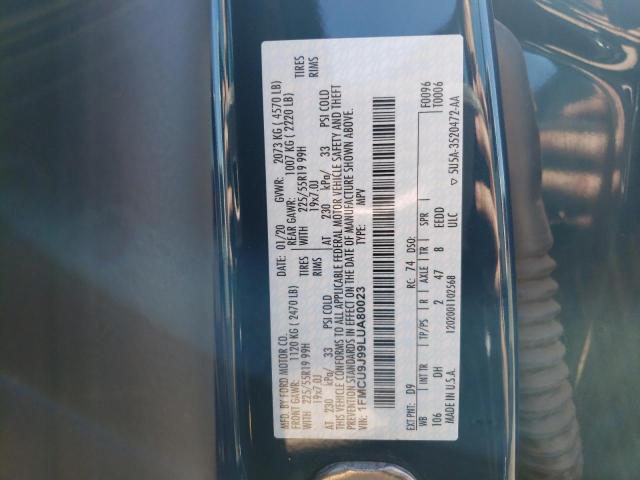 MFD. BY FORD MOTOR CO.
DATE: 01/20 GVWR: 2073 KG ( 4570 LB)
FRONT GAWR: 1120 KG ( 2470 LB) REAR GAWR: 1007 KG ( 2220 LB)
WITH 225/55R19 99H TIRES WITH 225/55R19 99H TIRES
19x7.0J RIMS 19x7.0J RIMS
AT 230 kPa/ 33 PSI COLD AT 230 kPa/ 33 PSI COLD
THIS VEHICLE CONFORMS TO ALL APPLICABLE FEDERAL MOTOR VEHICLE SAFETY AND THEFT
PREVENTION STANDARDS IN EFFECT ON THE DATE OF MANUFACTURE SHOWN ABOVE.
VIN: 1FMCU9J99LUA80023 TYPE: MPV
F0096
T0006
EXT PNT: D9 RC: 74 DSO:
WB INT TR TP/PS R AXLE TR SPR
106 DH 2 47 8 EEDD
MADE IN U.S.A. 120200110256B ULC
5U5A-3520472-AA